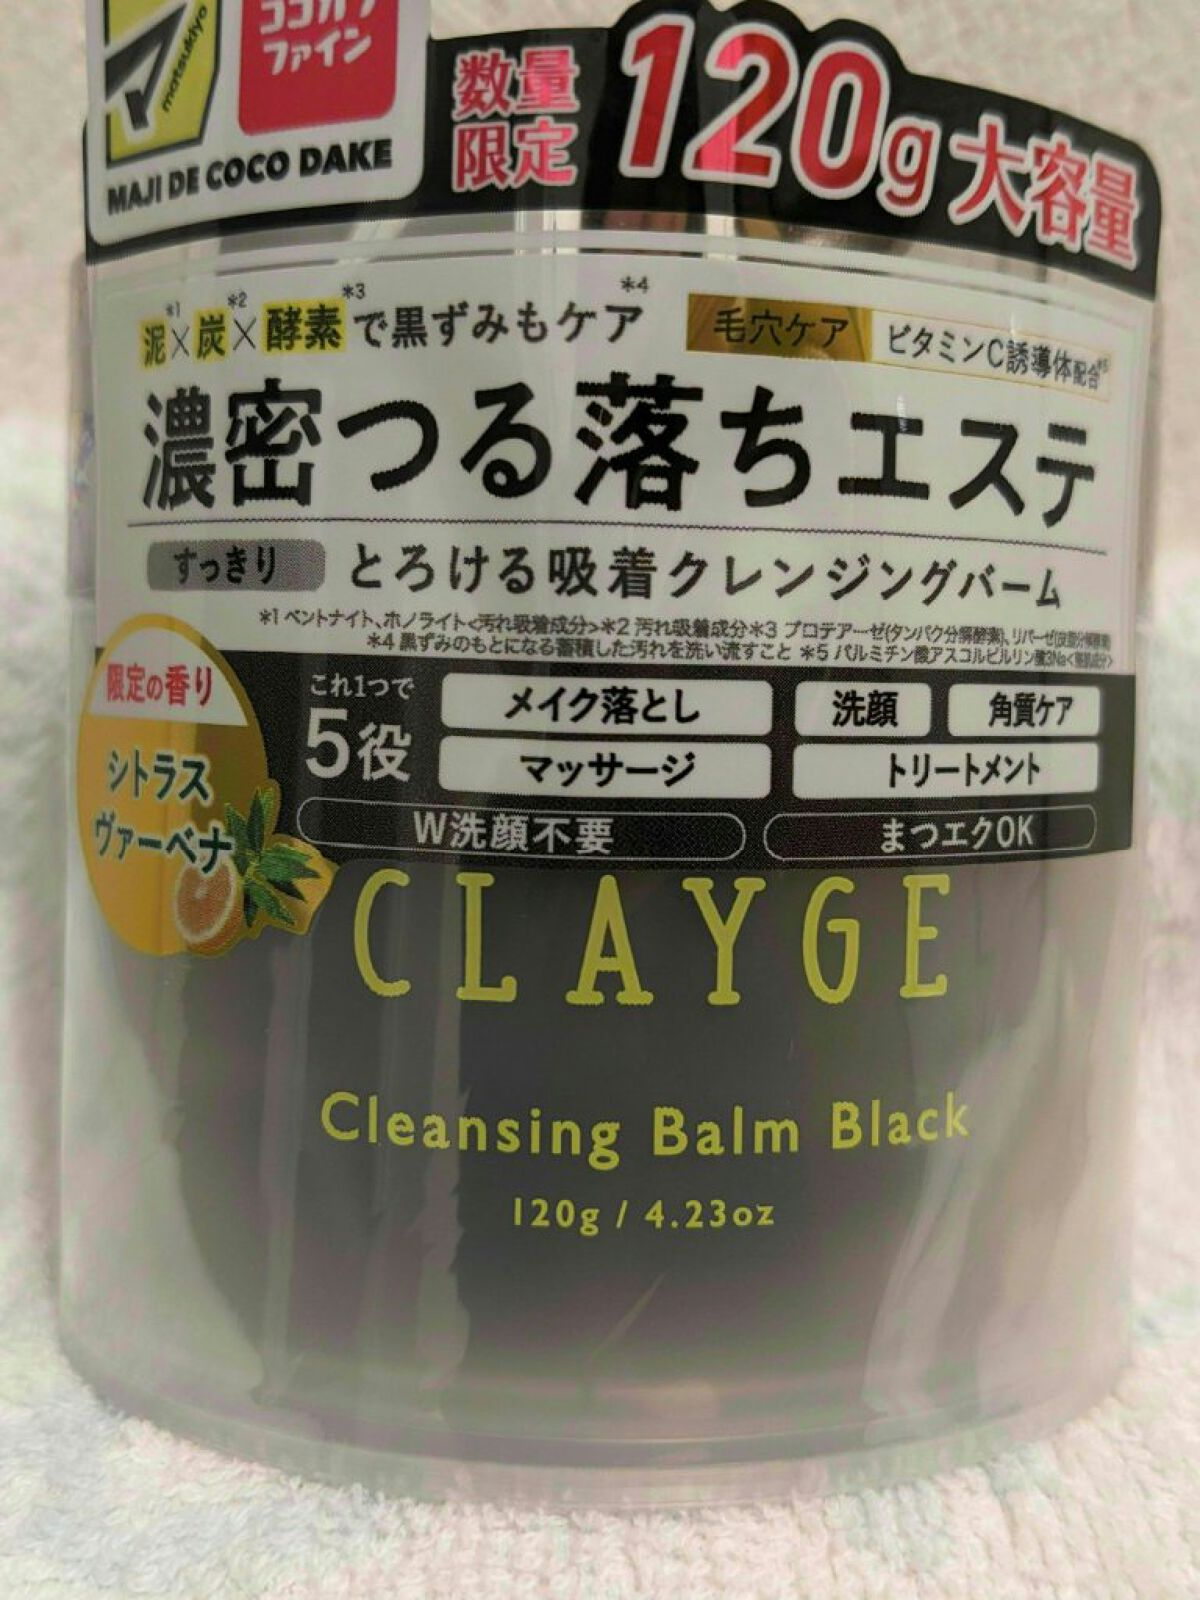 matsukiyo
ココカラ
ファイン
MAJI DE COCO DAKE
数量
限定
120g大容量
泥*1×炭*2×酵素*3で黒ずみもケア*4
毛穴ケア
ビタミンC誘導体配合*5
濃密つる落ちエステ
すっきり
とろける吸着クレンジングバーム
*1 ベントナイト、ホノライト<汚れ吸着成分>*2 汚れ吸着成分*3 プロテアーゼ(タンパク分解酵素)、リパーゼ(皮脂分解酵素)
*4 黒ずみのもとになる蓄積した汚れを洗い流すこと *5 パルミチン酸アスコルビルリン酸3Na
限定の香り
シトラス
ヴァーベナ
これ1つで
5役
メイク落とし
洗顔
角質ケア
マッサージ
トリートメント
W洗顔不要
まつエクOK
CLAYGE
Cleansing Balm Black
120g / 4.23oz